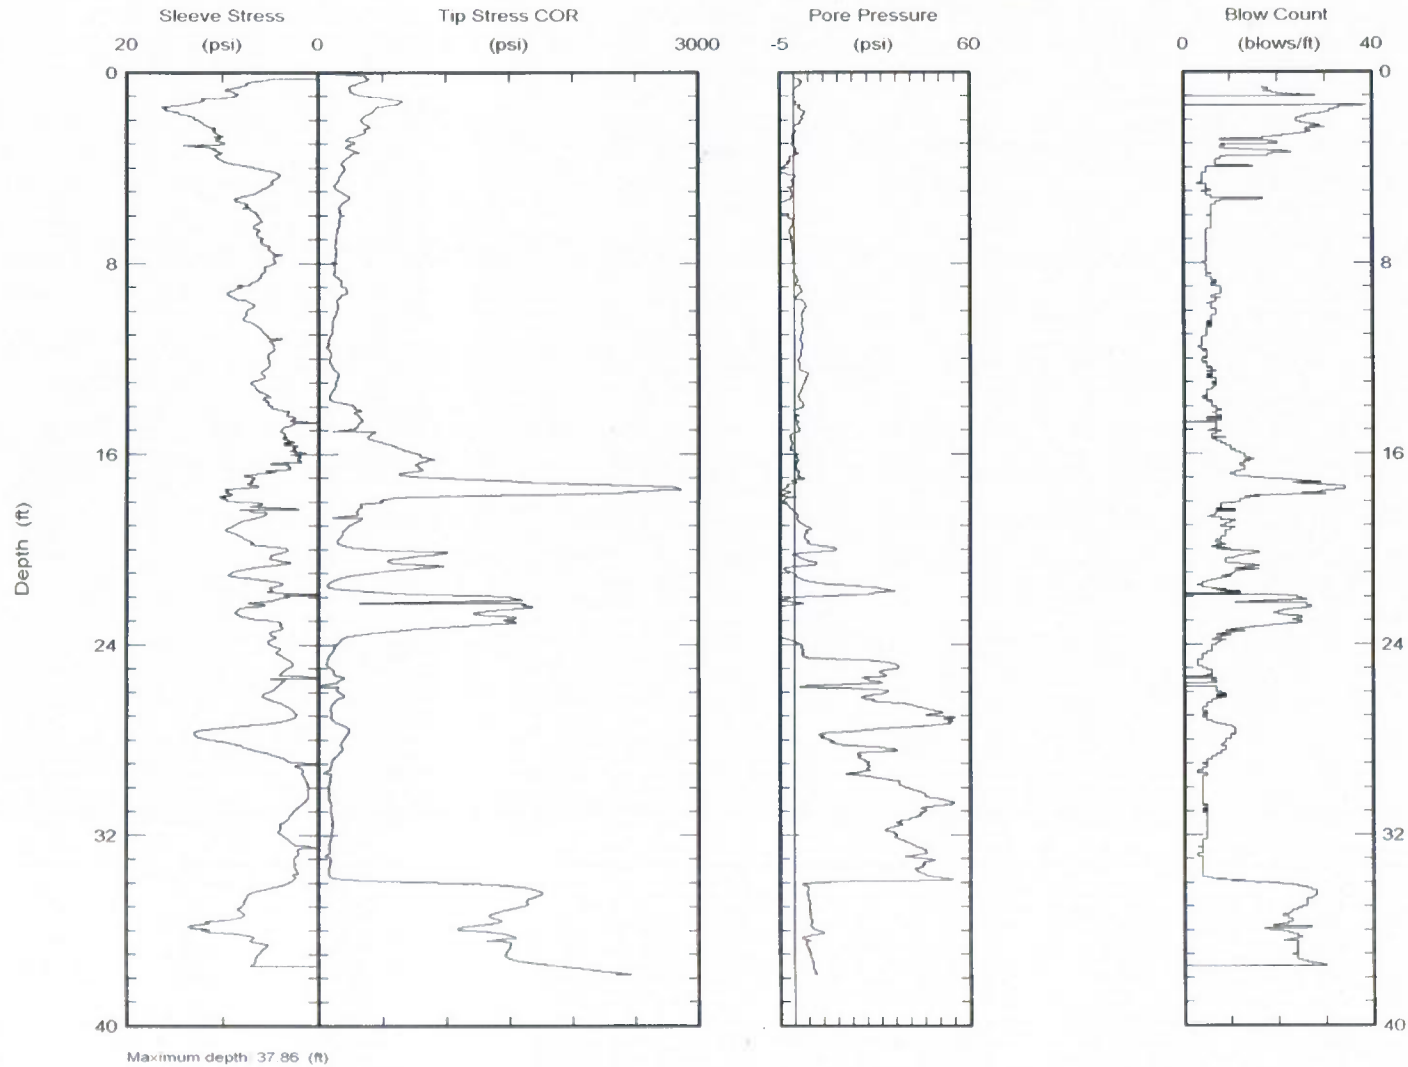 Sleeve Stress Tip Stress COR Pore Pressure Blow Count
20 (psi) 0 (psi) 3000 -5 (psi) 60 0 (blows/ft) 40
0 0
8 8
16 16
Depth (ft)
24 24
32 32
40 40
Maximum depth 37 86 (ft)